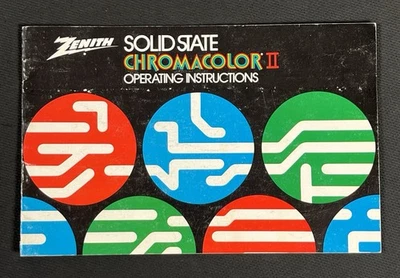 ZENITH
SOLID STATE
CHROMACOLOR II
OPERATING INSTRUCTIONS